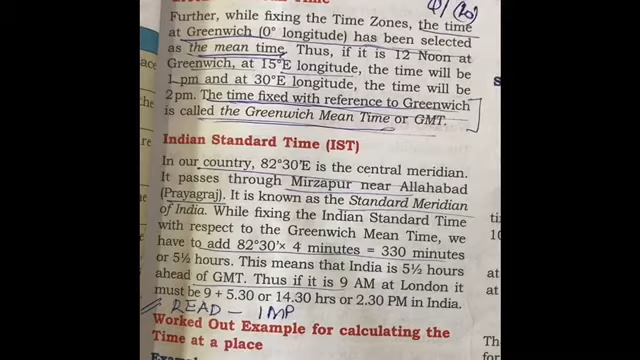 Q1 (20)
Further, while fixing the Time Zones, the time
at Greenwich (0° longitude) has been selected
as the mean time. Thus, if it is 12 Noon at
Greenwich, at 15°E longitude, the time will be
1 pm and at 30°E longitude, the time will be
2pm. The time fixed with reference to Greenwich
is called the Greenwich Mean Time or GMT.
Indian Standard Time (IST)
In our country, 82°30'E is the central meridian.
It passes through Mirzapur near Allahabad
(Prayagraj). It is known as the Standard Meridian
of India. While fixing the Indian Standard Time
with respect to the Greenwich Mean Time, we
have to add 82°30'× 4 minutes = 330 minutes
or 5½ hours. This means that India is 5½ hours
ahead of GMT. Thus if it is 9 AM at London it
must be 9 + 5.30 or 14.30 hrs or 2.30 PM in India.
READ - IMP
Worked Out Example for calculating the
Time at a place